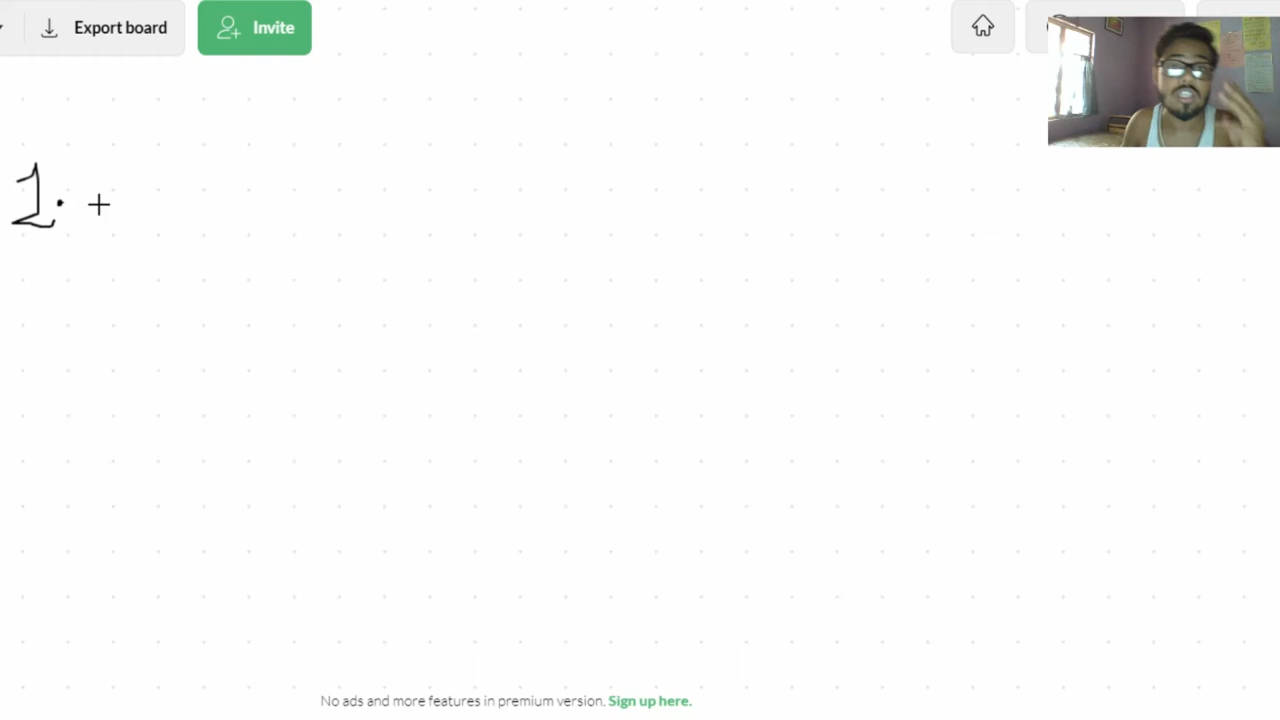 Export board
Invite
1.
No ads and more features in premium version. Sign up here.